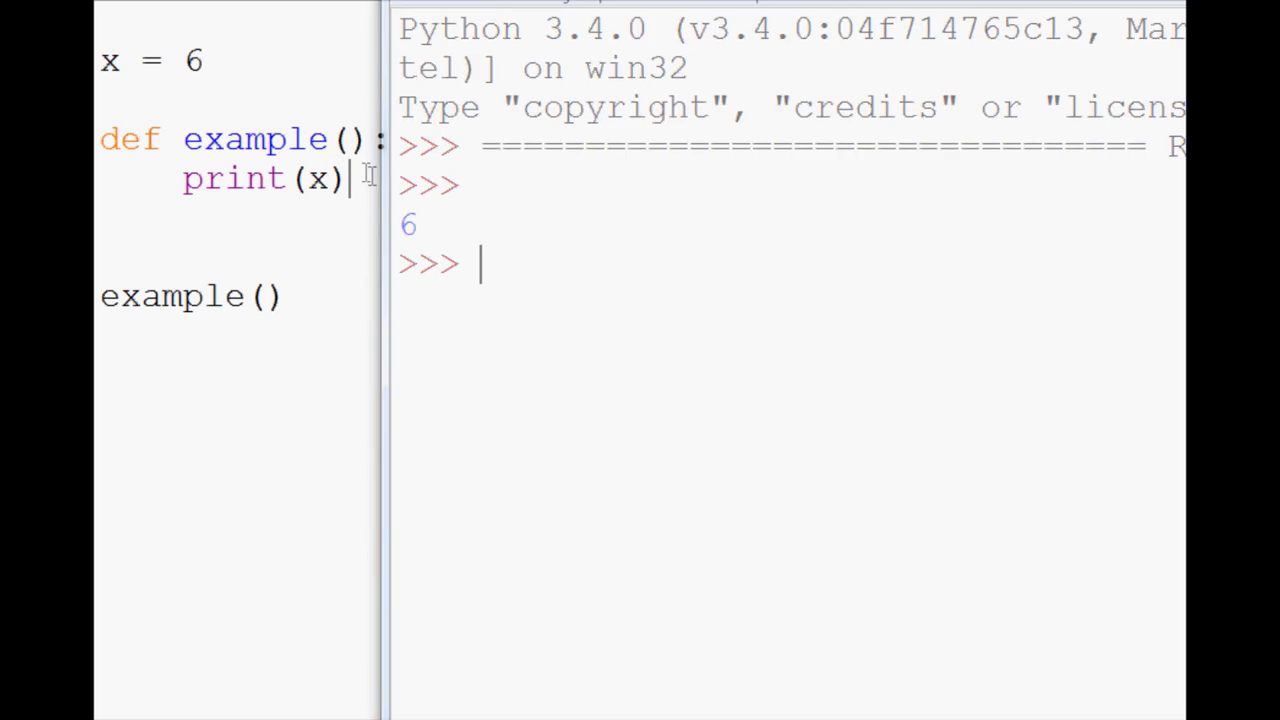 x = 6
def example():
print(x)
example()
Python 3.4.0 (v3.4.0:04f714765c13, Mar
tel)] on win32
Type "copyright", "credits" or "licens
>>> ================================ R
>>>
6
>>>